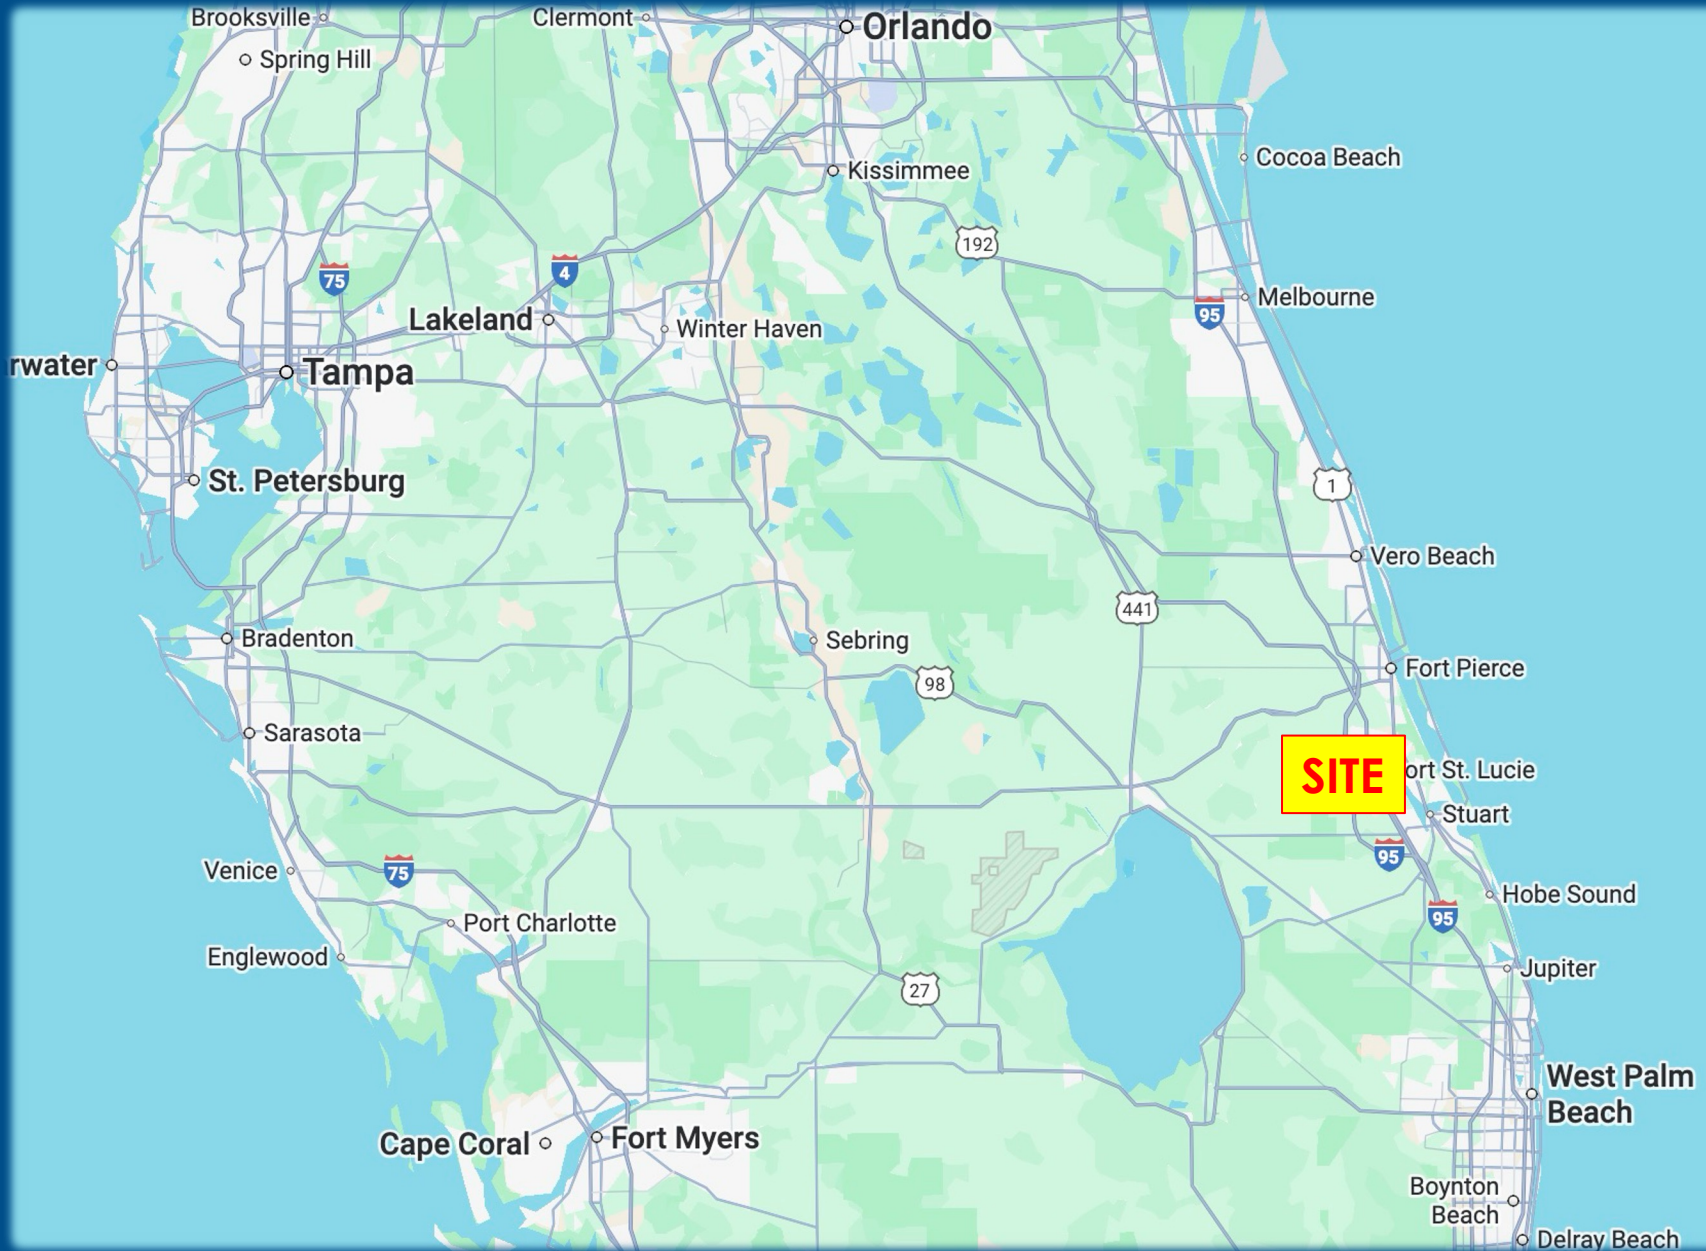 Brooksville
Clermont
Orlando
Spring Hill
Cocoa Beach
Kissimmee
192
75
4
Melbourne
95
Lakeland
Winter Haven
rwater
Tampa
St. Petersburg
1
Vero Beach
441
Bradenton
Sebring
Fort Pierce
98
Sarasota
SITE
ort St. Lucie
Stuart
95
Venice
75
Hobe Sound
95
Port Charlotte
Englewood
Jupiter
27
West Palm
Beach
Cape Coral
Fort Myers
Boynton
Beach
Delray Beach